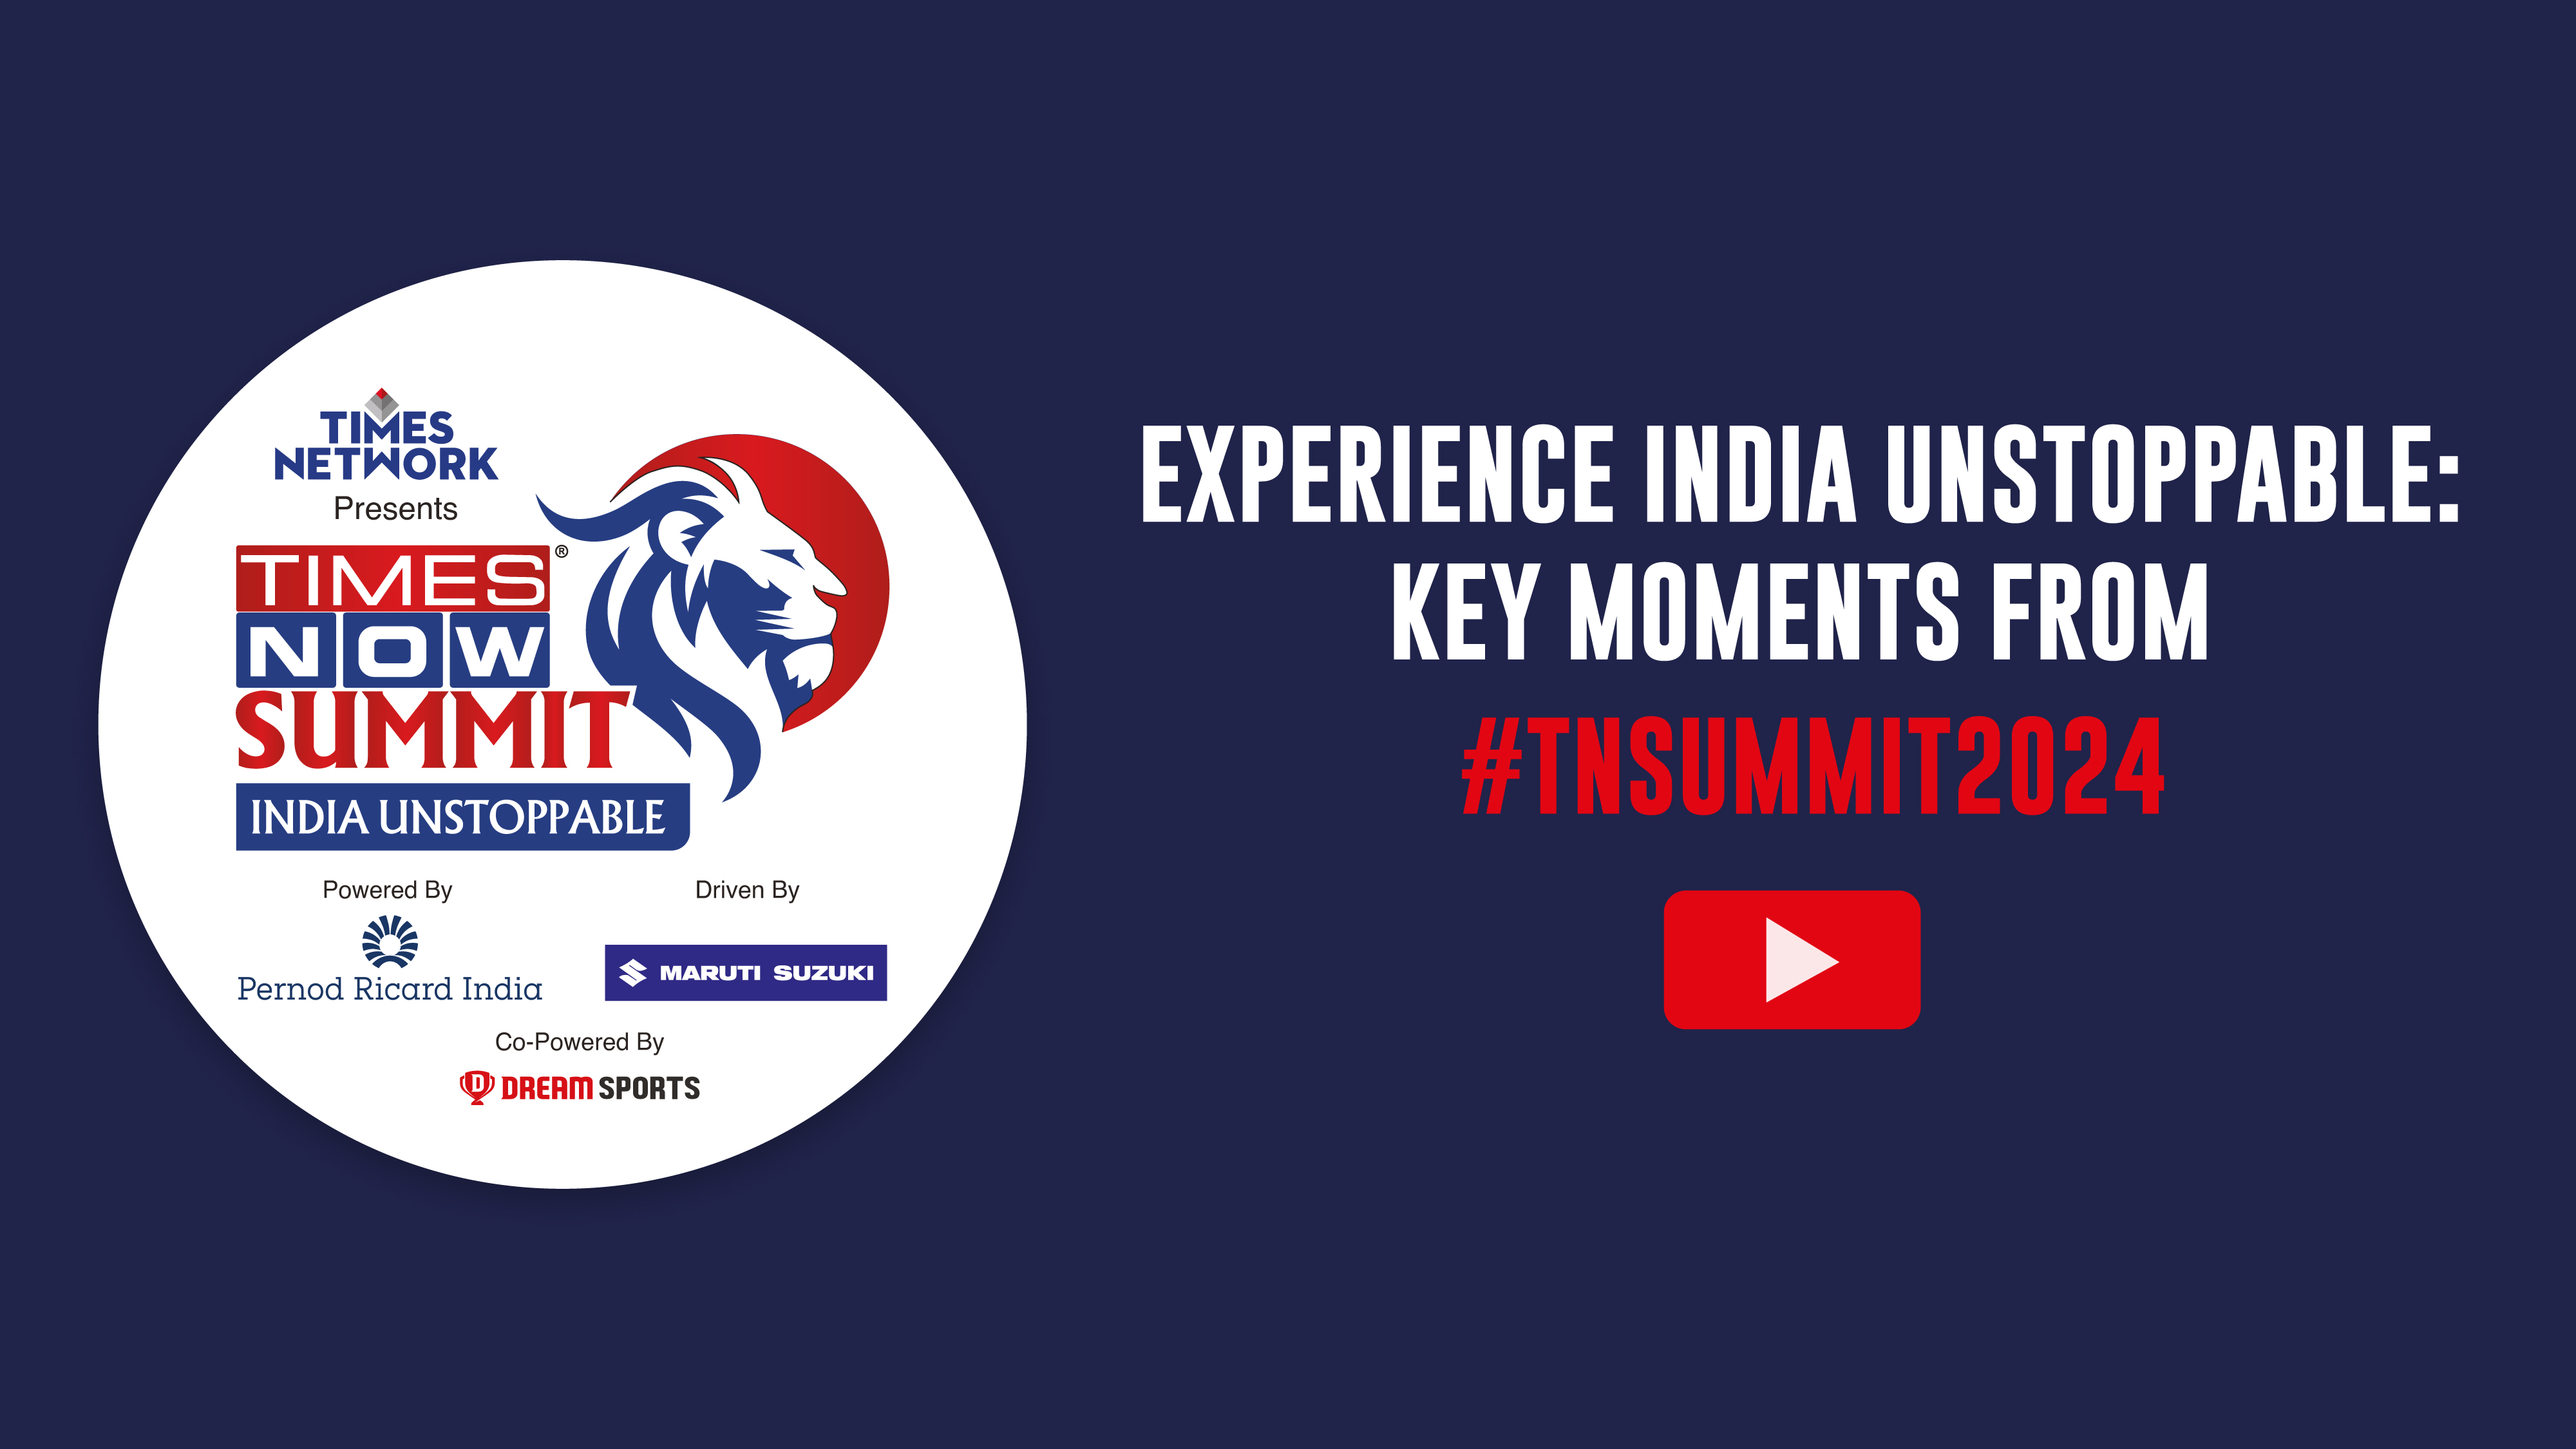 TIMES
NETWORK
Presents
TIMES®
NOW
SUMMIT
INDIA UNSTOPPABLE
Powered By
Pernod Ricard India
Driven By
MARUTI SUZUKI
Co-Powered By
D DREAM SPORTS
EXPERIENCE INDIA UNSTOPPABLE:
KEY MOMENTS FROM
#TNSUMMIT2024